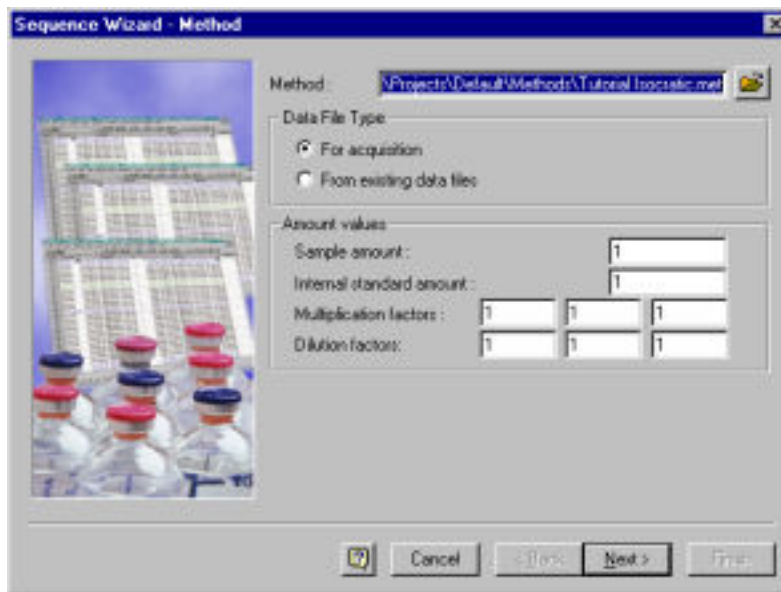 Sequence Wizard - Method
Method: \Projects\Default\Methods\Tutorial Isocratic.met
Data File Type
For acquisition
From existing data files
Amount values
Sample amount: 1
Internal standard amount: 1
Multiplication factors: 1 1 1
Dilution factors: 1 1 1
Cancel < Back Next > Finish